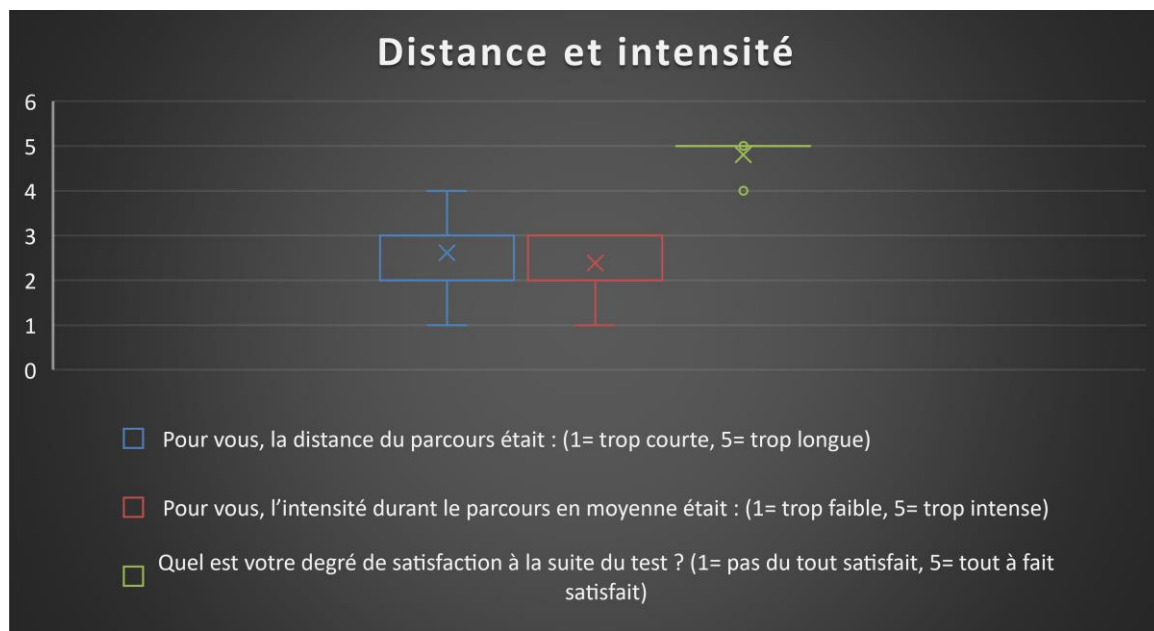 Distance et intensité
6
5
4
3
2
1
0
Pour vous, la distance du parcours était : (1= trop courte, 5= trop longue)
Pour vous, l’intensité durant le parcours en moyenne était : (1= trop faible, 5= trop intense)
Quel est votre degré de satisfaction à la suite du test ? (1= pas du tout satisfait, 5= tout à fait
satisfait)